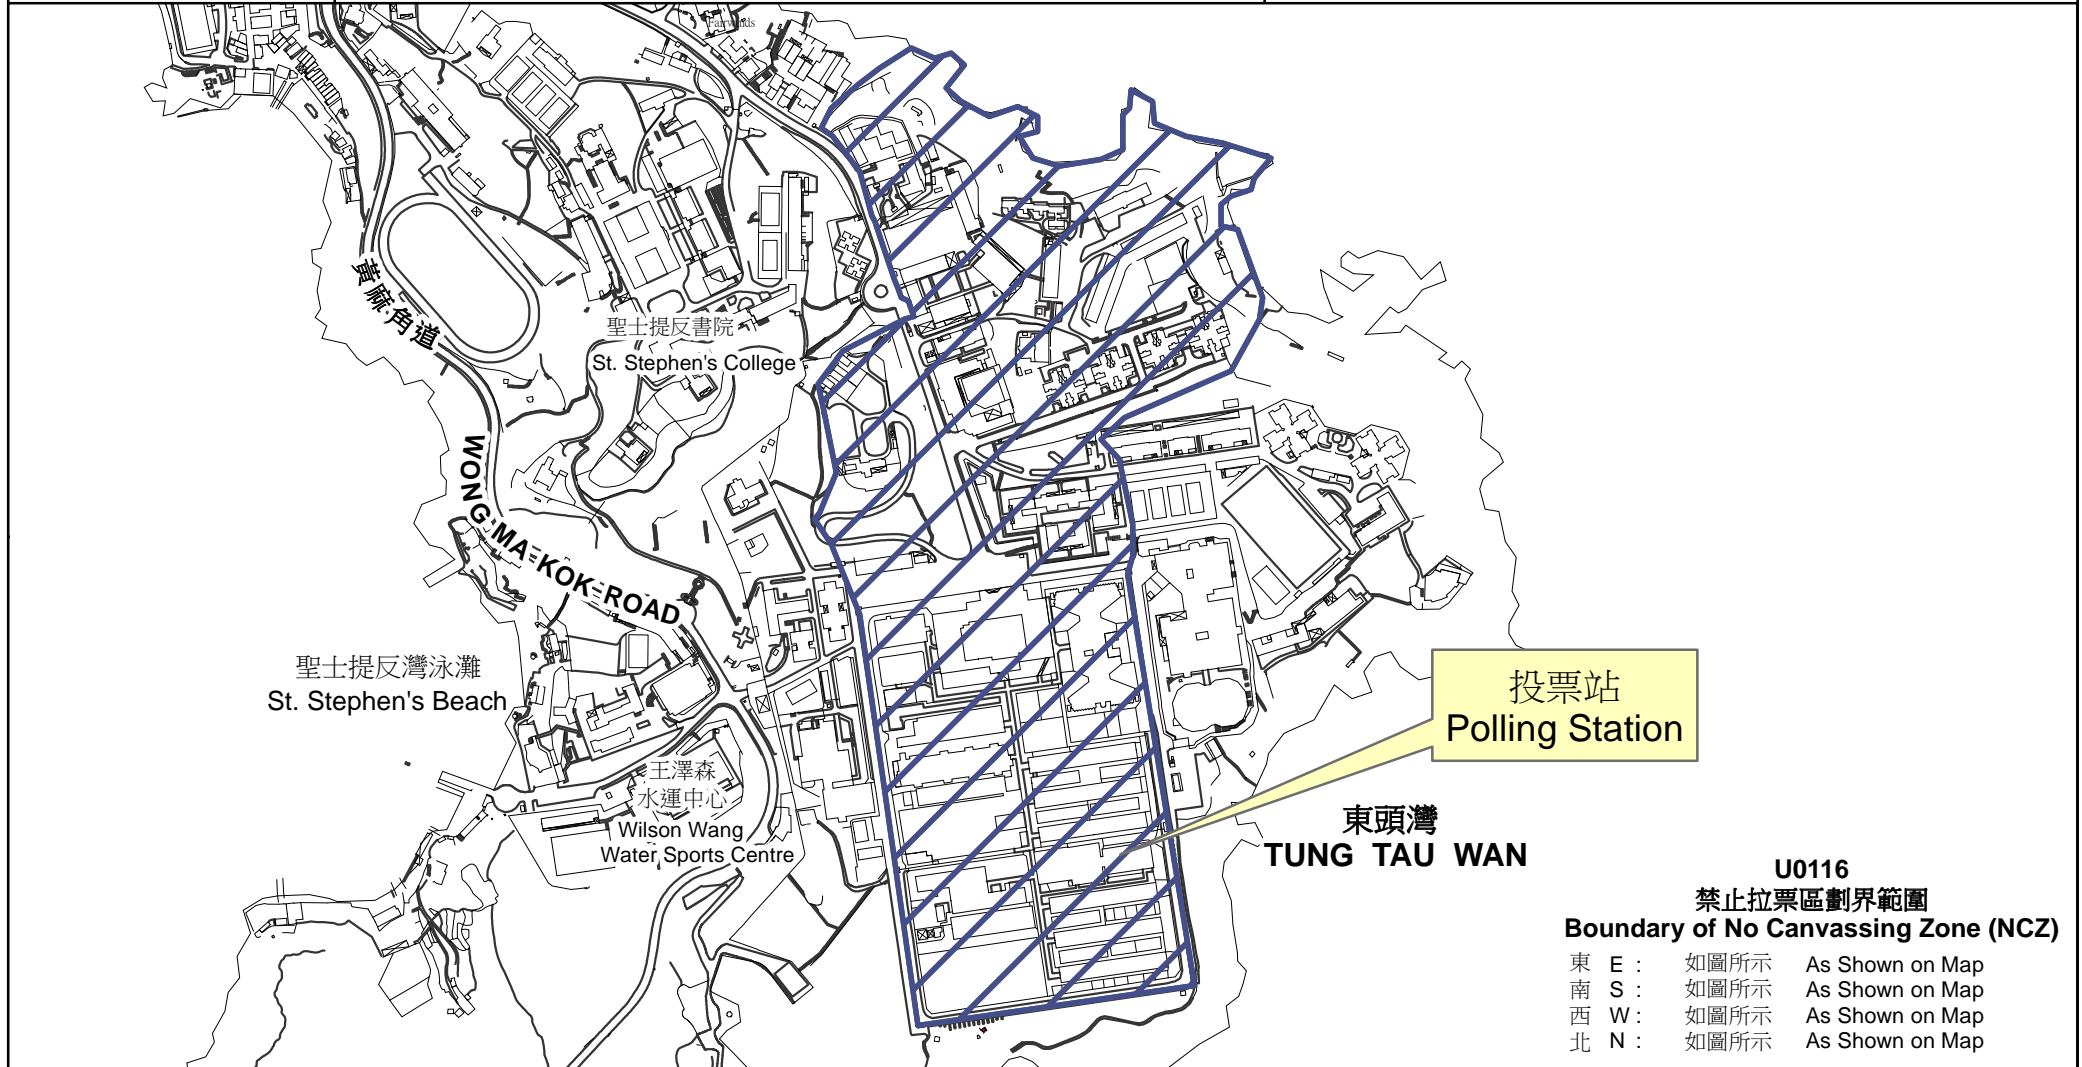 Fairwinds
黃麻角道
聖士提反書院
St. Stephen's College
WONG MA KOK ROAD
聖士提反灣泳灘
St. Stephen's Beach
投票站
Polling Station
王澤森
水運中心
Wilson Wang
Water Sports Centre
東頭灣
TUNG TAU WAN
U0116
禁止拉票區劃界範圍
Boundary of No Canvassing Zone (NCZ)
東 E : 如圖所示 As Shown on Map
南 S : 如圖所示 As Shown on Map
西 W : 如圖所示 As Shown on Map
北 N : 如圖所示 As Shown on Map